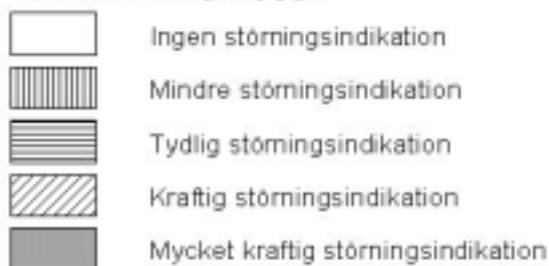 Ingen störningsindikation
Mindre störningsindikation
Tydlig störningsindikation
Kraftig störningsindikation
Mycket kraftig störningsindikation